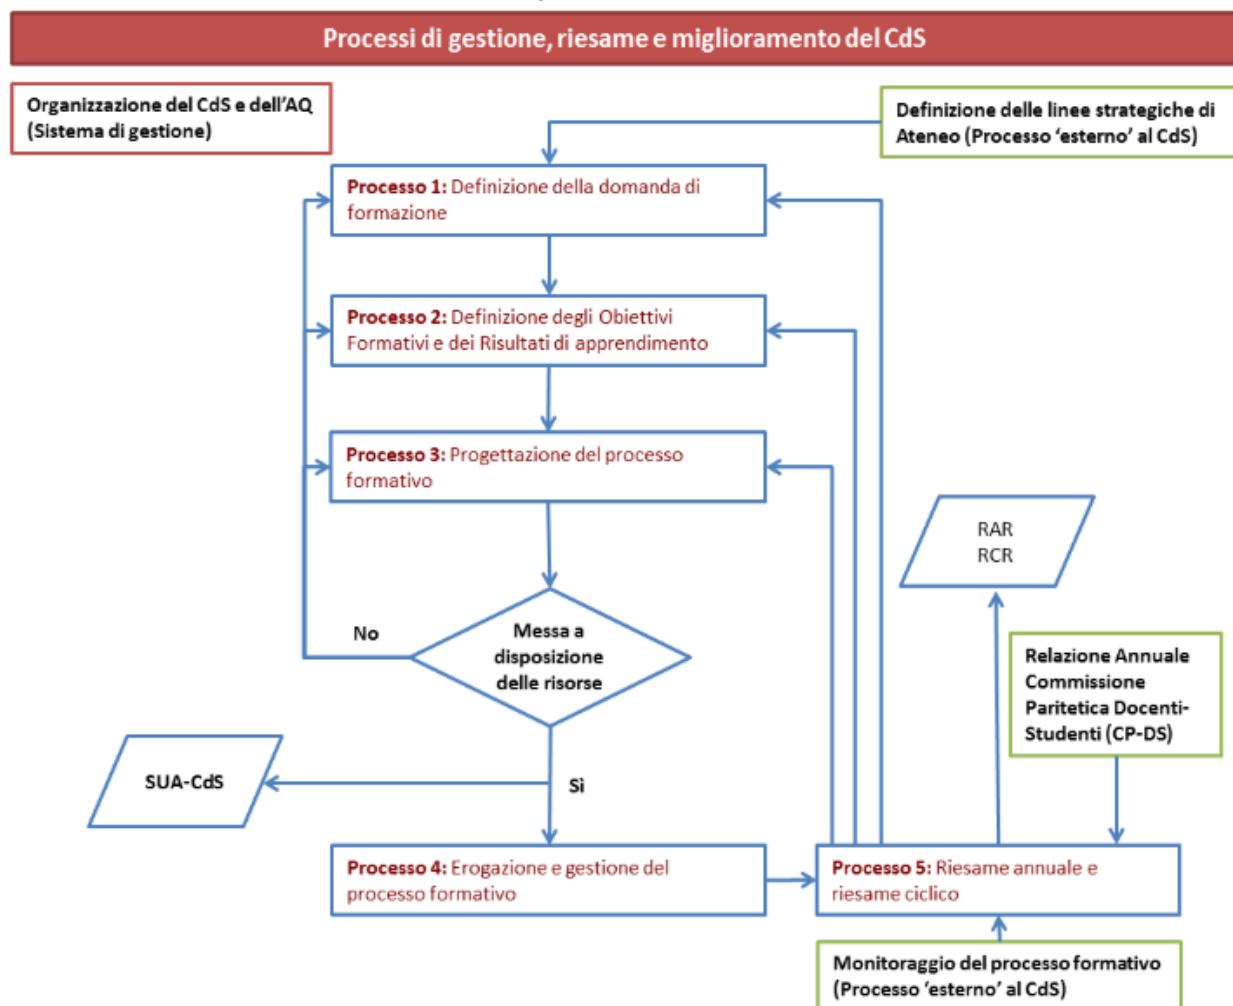 Processi di gestione, riesame e miglioramento del CdS
Organizzazione del CdS e dell'AQ
(Sistema di gestione)
Definizione delle linee strategiche di
Ateneo (Processo 'esterno' al CdS)
Processo 1: Definizione della domanda di
formazione
Processo 2: Definizione degli Obiettivi
Formativi e dei Risultati di apprendimento
Processo 3: Progettazione del processo
formativo
RAR
RCR
No
Messa a
disposizione
delle risorse
Relazione Annuale
Commissione
Paritetica Docenti-
Studenti (CP-DS)
SUA-CdS
Sì
Processo 4: Erogazione e gestione del
processo formativo
Processo 5: Riesame annuale e
riesame ciclico
Monitoraggio del processo formativo
(Processo 'esterno' al CdS)